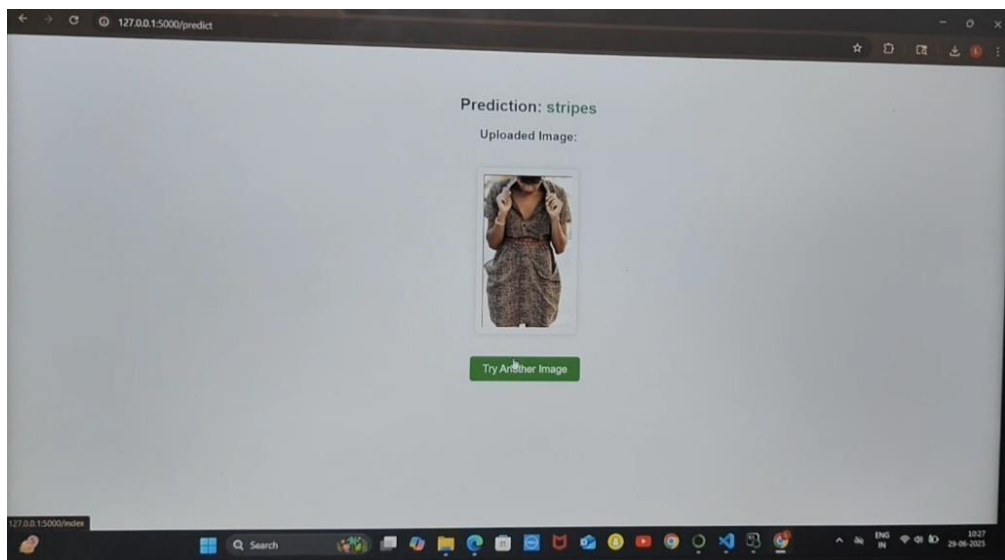 127.0.0.1:5000/predict
Prediction: stripes
Uploaded Image:
Try Another Image
127.0.0.1:5000/index
Search
ENG
IN
10:27
29-06-2025